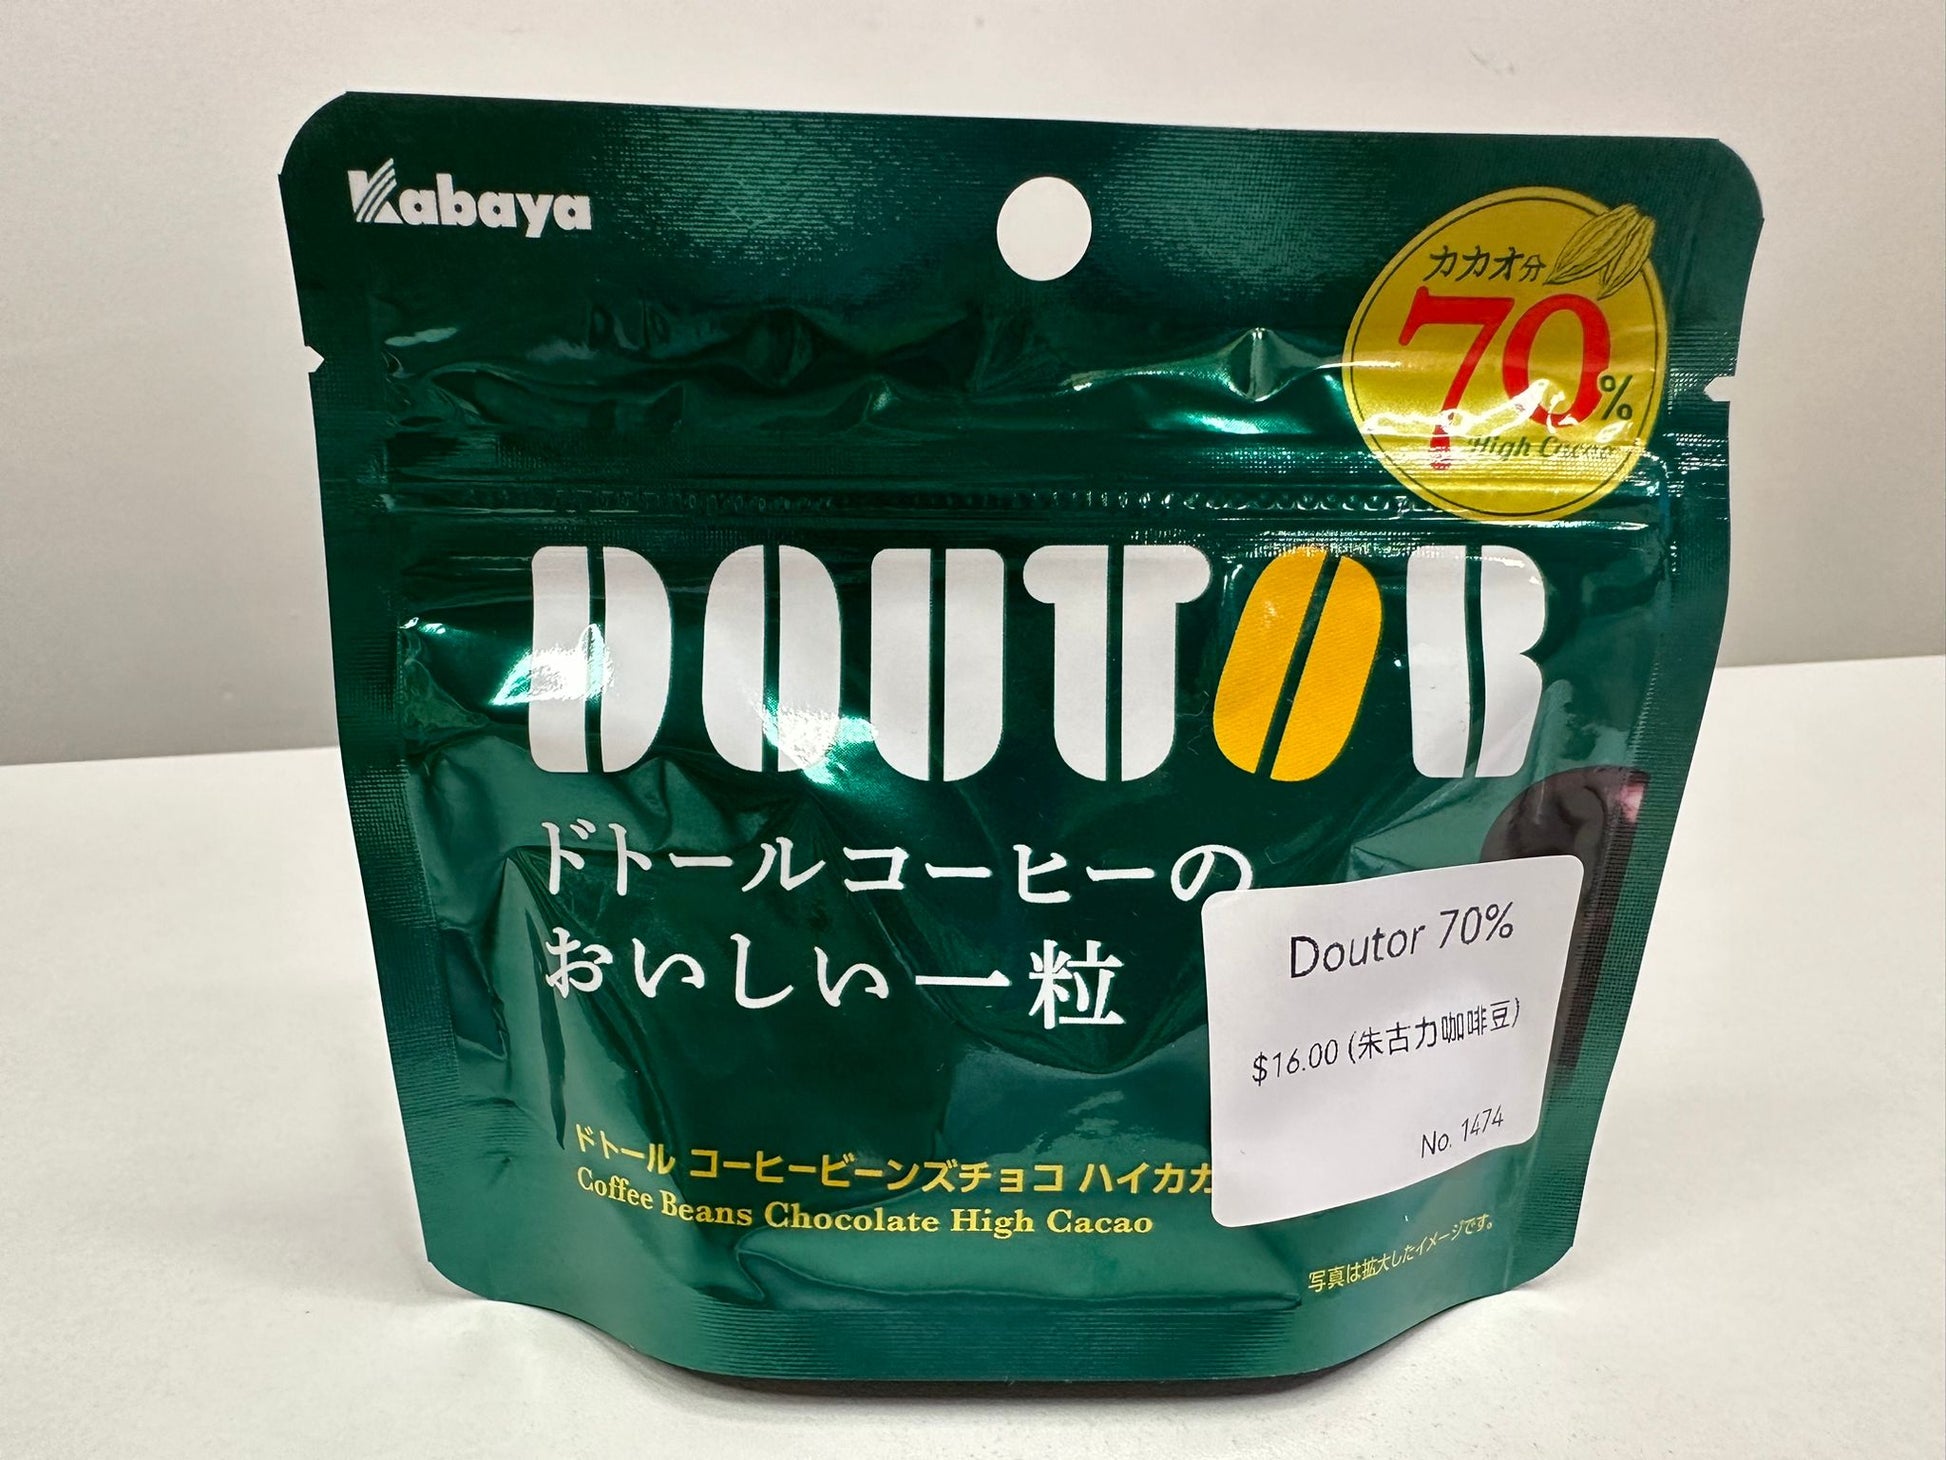 Kabaya
カカオ分
70%
High Cacao
DOUTOR
ドトールコーヒーの
おいしい一粒
Doutor 70%
$16.00 (朱古力咖啡豆)
No. 1474
ドトール コーヒービーンズチョコ ハイカカ
Coffee Beans Chocolate High Cacao
写真は拡大したイメージです。